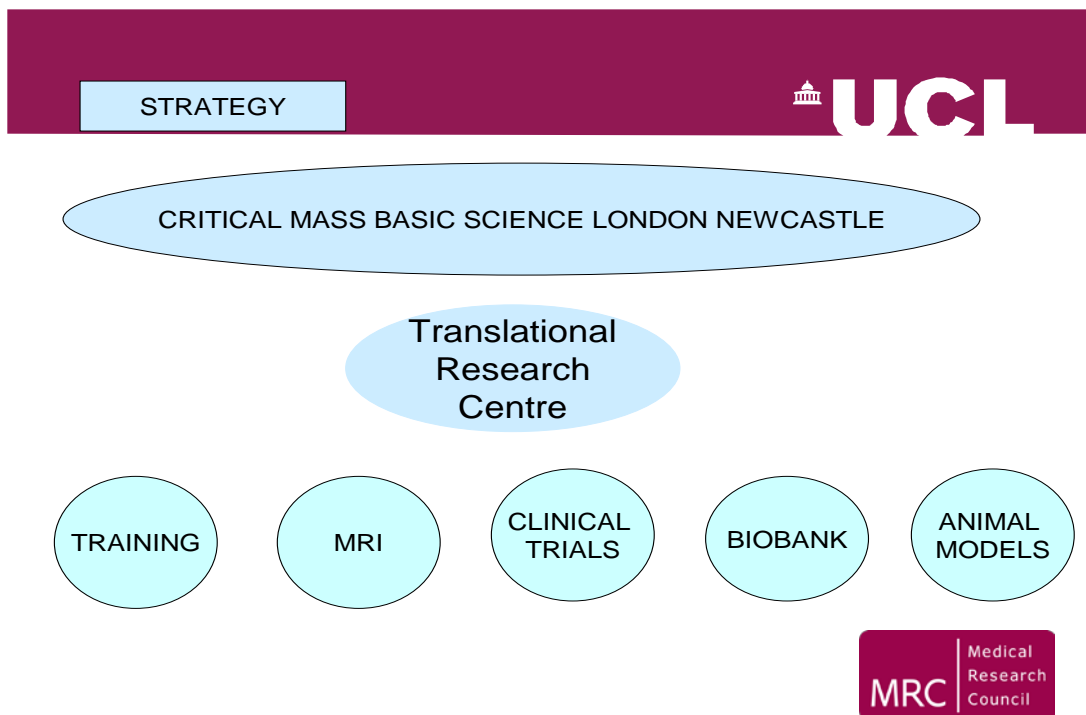 STRATEGY
UCL
CRITICAL MASS BASIC SCIENCE LONDON NEWCASTLE
Translational
Research
Centre
TRAINING
MRI
CLINICAL
TRIALS
BIOBANK
ANIMAL
MODELS
MRC
Medical
Research
Council